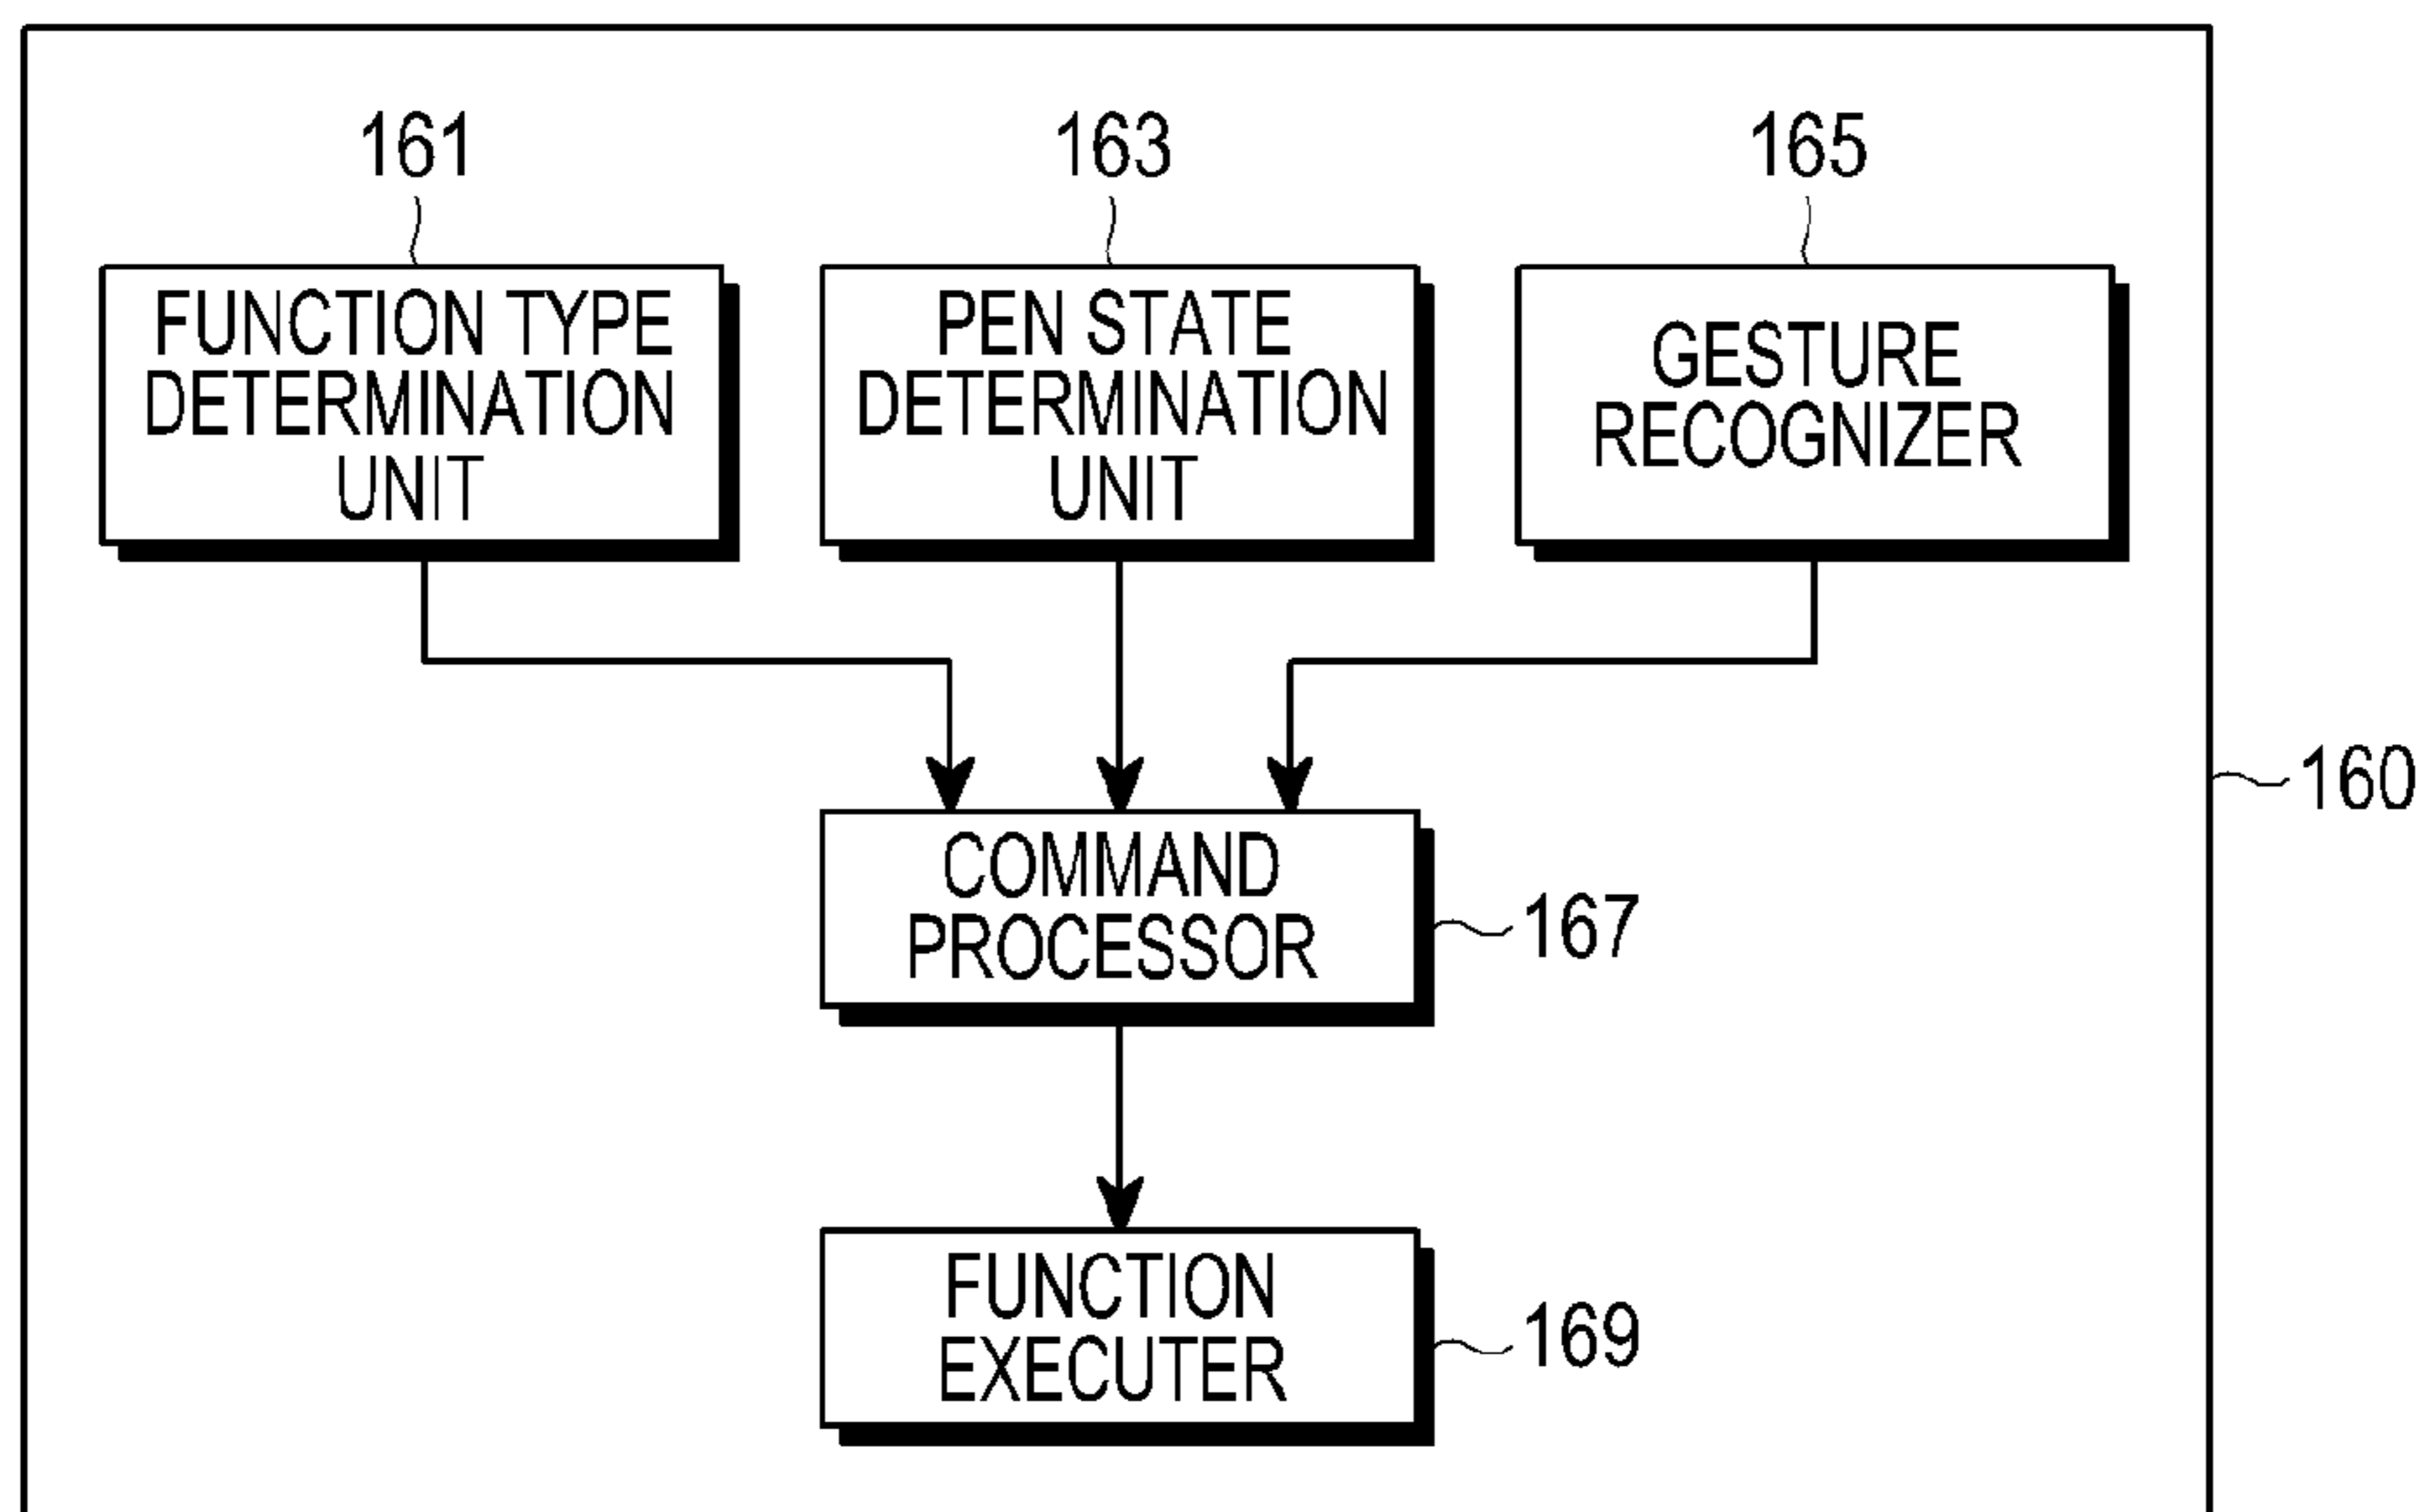 161
163
165
FUNCTION TYPE
DETERMINATION
UNIT
PEN STATE
DETERMINATION
UNIT
GESTURE
RECOGNIZER
160
COMMAND
PROCESSOR
167
FUNCTION
EXECUTER
169